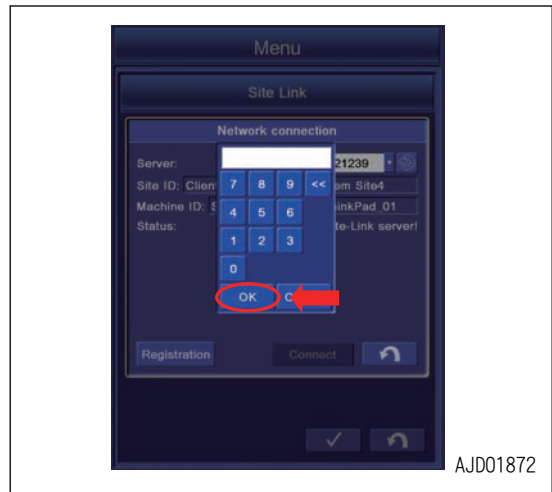 Menu
Site Link
Network connection
Server: 21239
Site ID: Clien om Site4
Machine ID: S inkPad_01
Status: te-Link server!
7 8 9 <<
4 5 6
1 2 3
0
OK C
Registration Connect
AJD01872